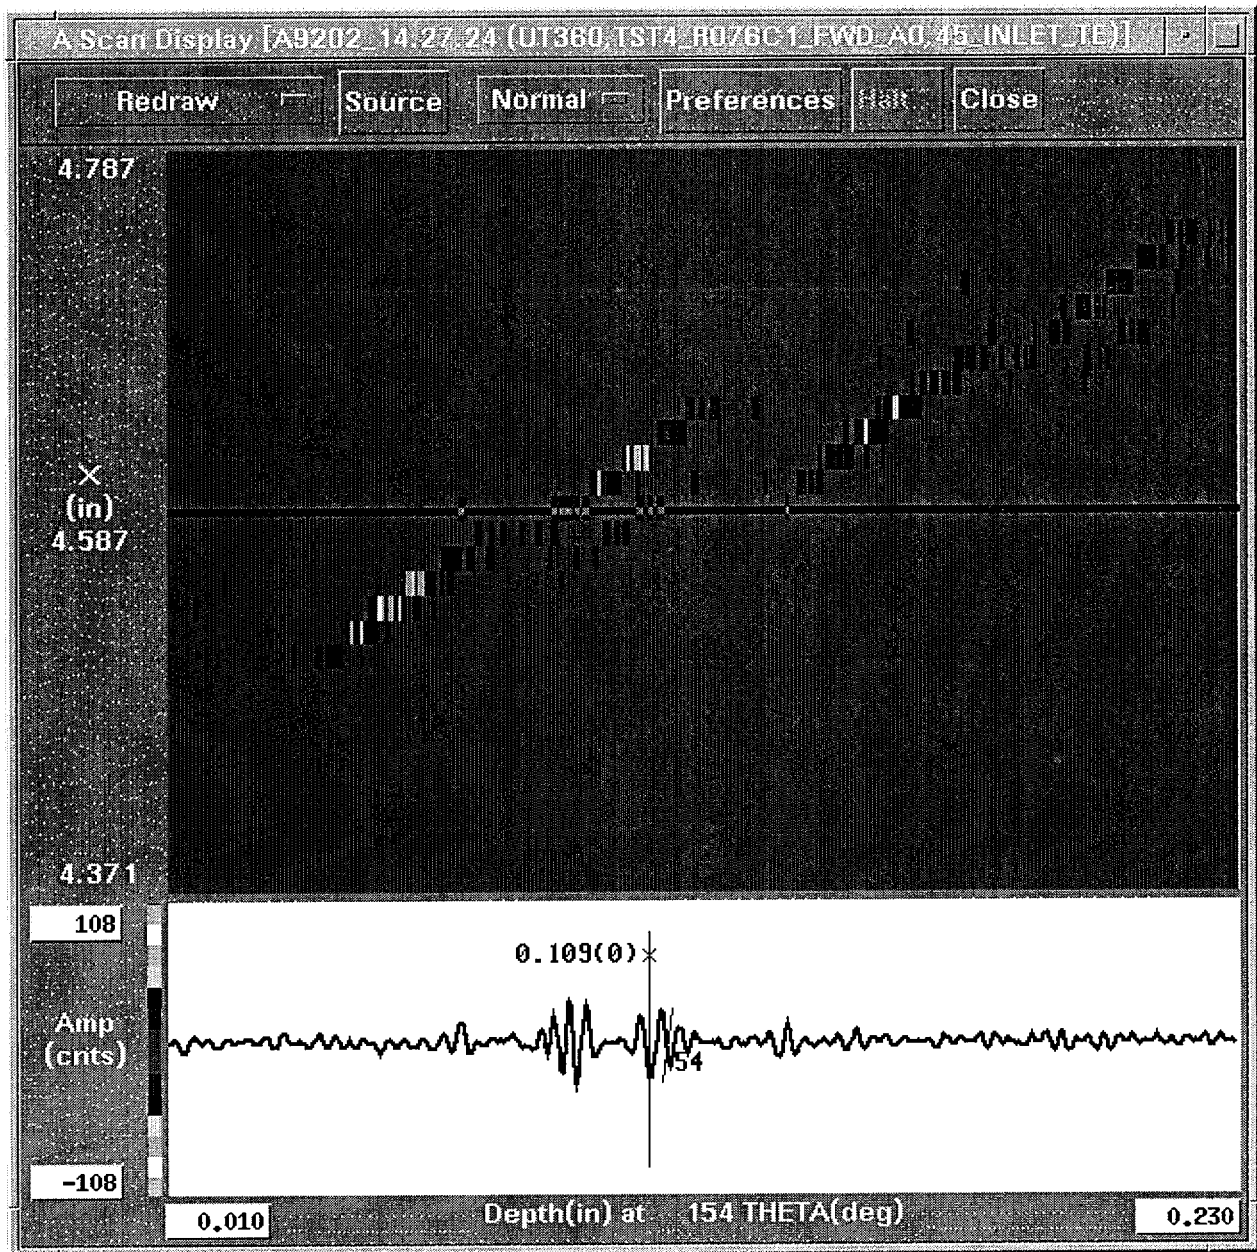 A Scan Display [A9202_14.27.24 (UT360,TST4_R076C1_FWD_A0,45_INLET_TE)]
Redraw Source Normal Preferences Halt Close
4.787
X
(in)
4.587
4.371
108
0.109(0)
Amp
(cnts)
54
-108
0.010 Depth(in) at 154 THETA(deg) 0.230